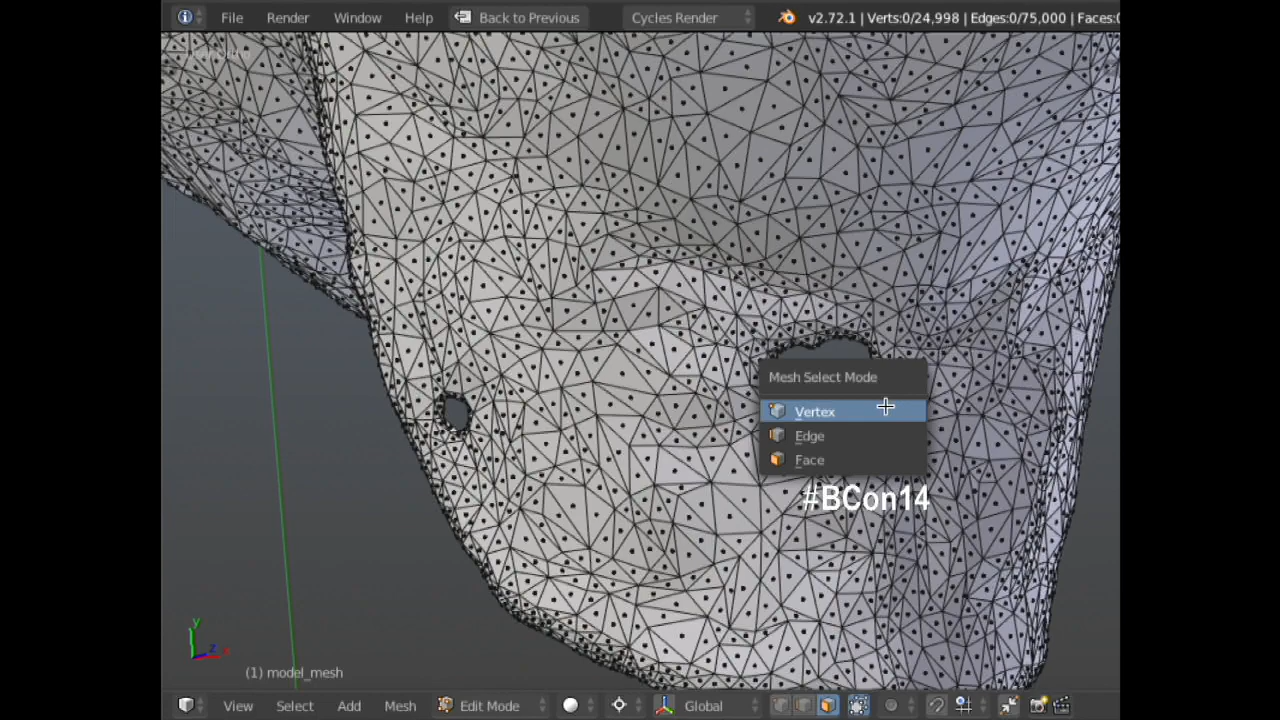 File Render Window Help Back to Previous Cycles Render v2.72.1 | Verts:0/24,998 | Edges:0/75,000 | Faces:0
Mesh Select Mode
Vertex
Edge
Face
#BCon14
y
z x
(1) model_mesh
View Select Add Mesh Edit Mode Global